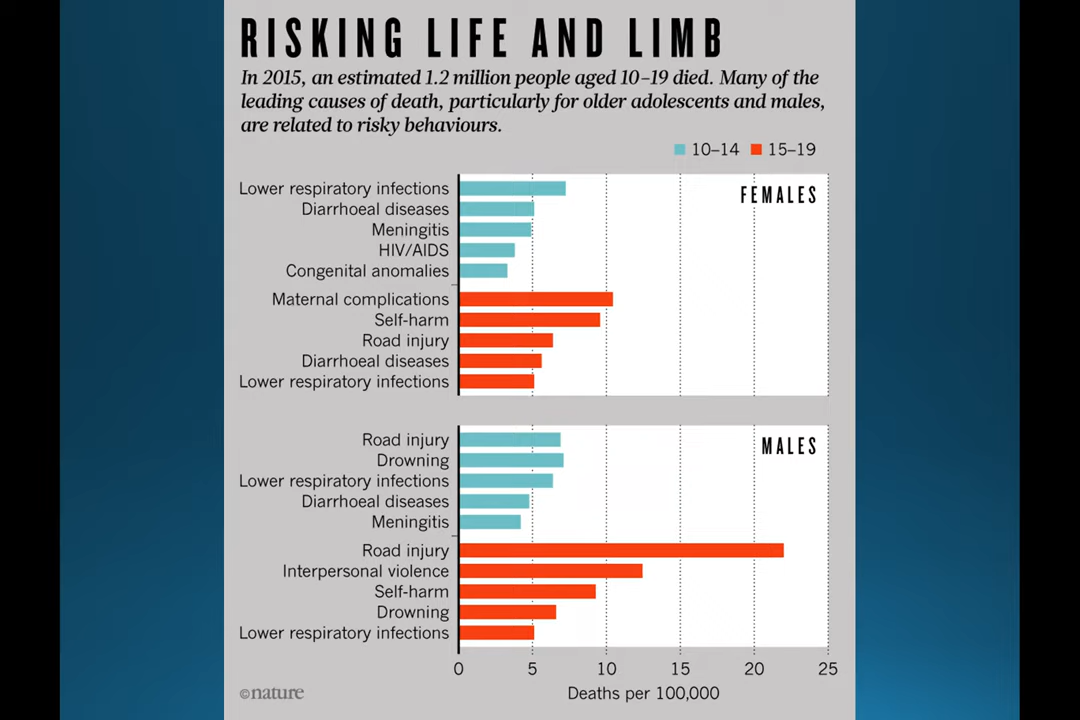 RISKING LIFE AND LIMB
In 2015, an estimated 1.2 million people aged 10–19 died. Many of the
leading causes of death, particularly for older adolescents and males,
are related to risky behaviours.
10–14 15–19
FEMALES
Lower respiratory infections
Diarrhoeal diseases
Meningitis
HIV/AIDS
Congenital anomalies
Maternal complications
Self-harm
Road injury
Diarrhoeal diseases
Lower respiratory infections
MALES
Road injury
Drowning
Lower respiratory infections
Diarrhoeal diseases
Meningitis
Road injury
Interpersonal violence
Self-harm
Drowning
Lower respiratory infections
0 5 10 15 20 25
Deaths per 100,000
©nature